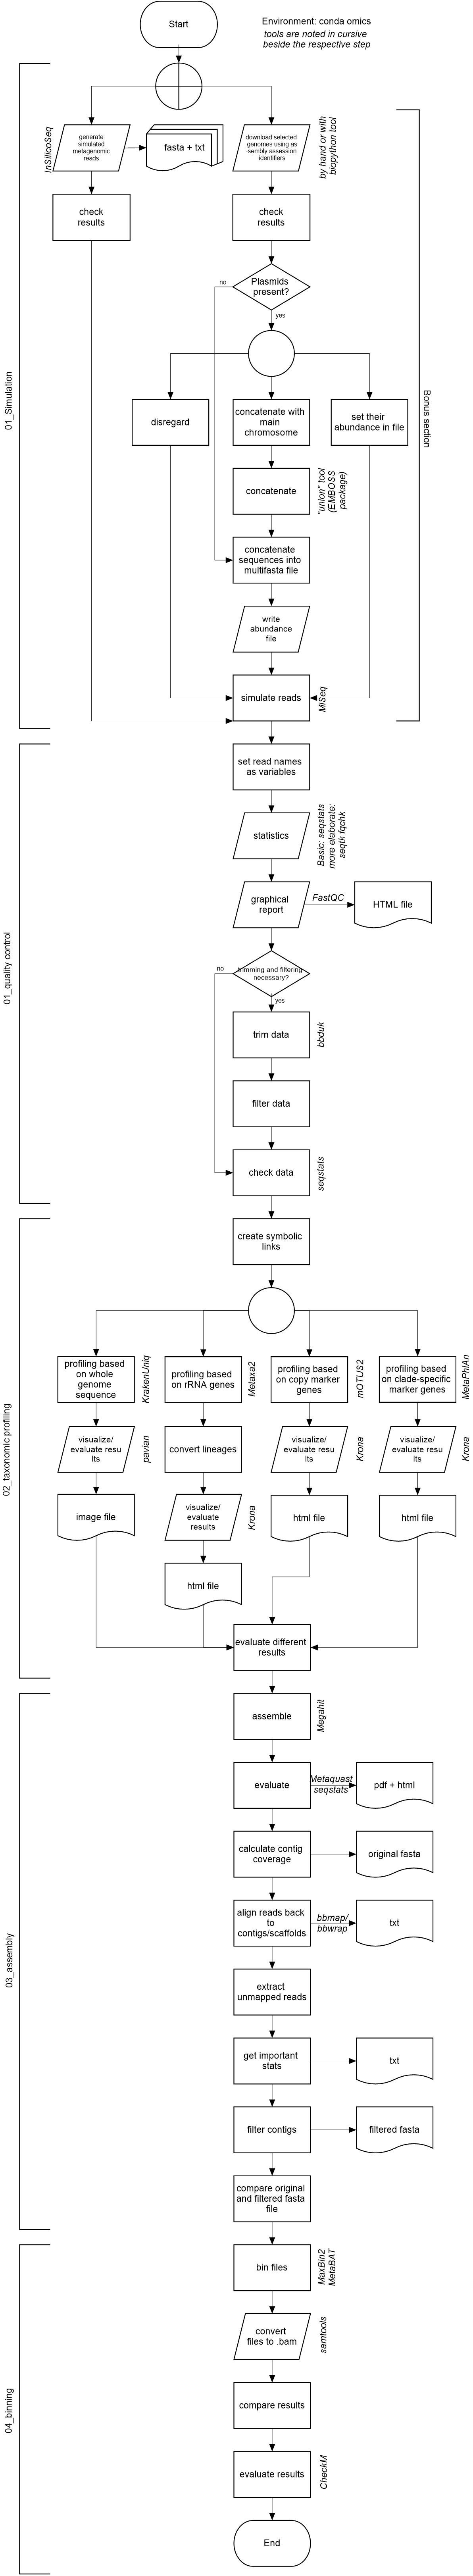 Start
Environment: conda omics
tools are noted in cursive
beside the respective step
01_Simulation
InSilicoSeq
generate
simulated
metagenomic
reads
fasta + txt
download selected
genomes using as
-sembly assession
identifiers
by hand or with
biopython tool
check
results
check
results
Plasmids
present?
no
yes
Bonus section
disregard
concatenate with
main
chromosome
set their
abundance in file
concatenate
"union" tool
(EMBOSS
package)
concatenate
sequences into
multifasta file
write
abundance
file
simulate reads
MiSeq
01_quality control
set read names
as variables
statistics
Basic: seqstats
more elaborate:
seqtk fqchk
graphical
report
FastQC
HTML file
trimming and filtering
necessary?
no
yes
trim data
bbduk
filter data
check data
seqstats
02_taxonomic profiling
create symbolic
links
profiling based
on whole
genome
sequence
KrakenUniq
profiling based
on rRNA genes
Metaxa2
profiling based
on copy marker
genes
mOTUS2
profiling based
on clade-specific
marker genes
MetaPhlAn
visualize/
evaluate resu
lts
pavian
convert lineages
visualize/
evaluate resu
lts
Krona
visualize/
evaluate resu
lts
Krona
image file
visualize/
evaluate
results
Krona
html file
html file
html file
evaluate different
results
03_assembly
assemble
Megahit
evaluate
Metaquast
seqstats
pdf + html
calculate contig
coverage
original fasta
align reads back
to
contigs/scaffolds
bbmap/
bbwrap
txt
extract
unmapped reads
get important
stats
txt
filter contigs
filtered fasta
compare original
and filtered fasta
file
04_binning
bin files
MaxBin2
MetaBAT
convert
files to .bam
samtools
compare results
evaluate results
CheckM
End